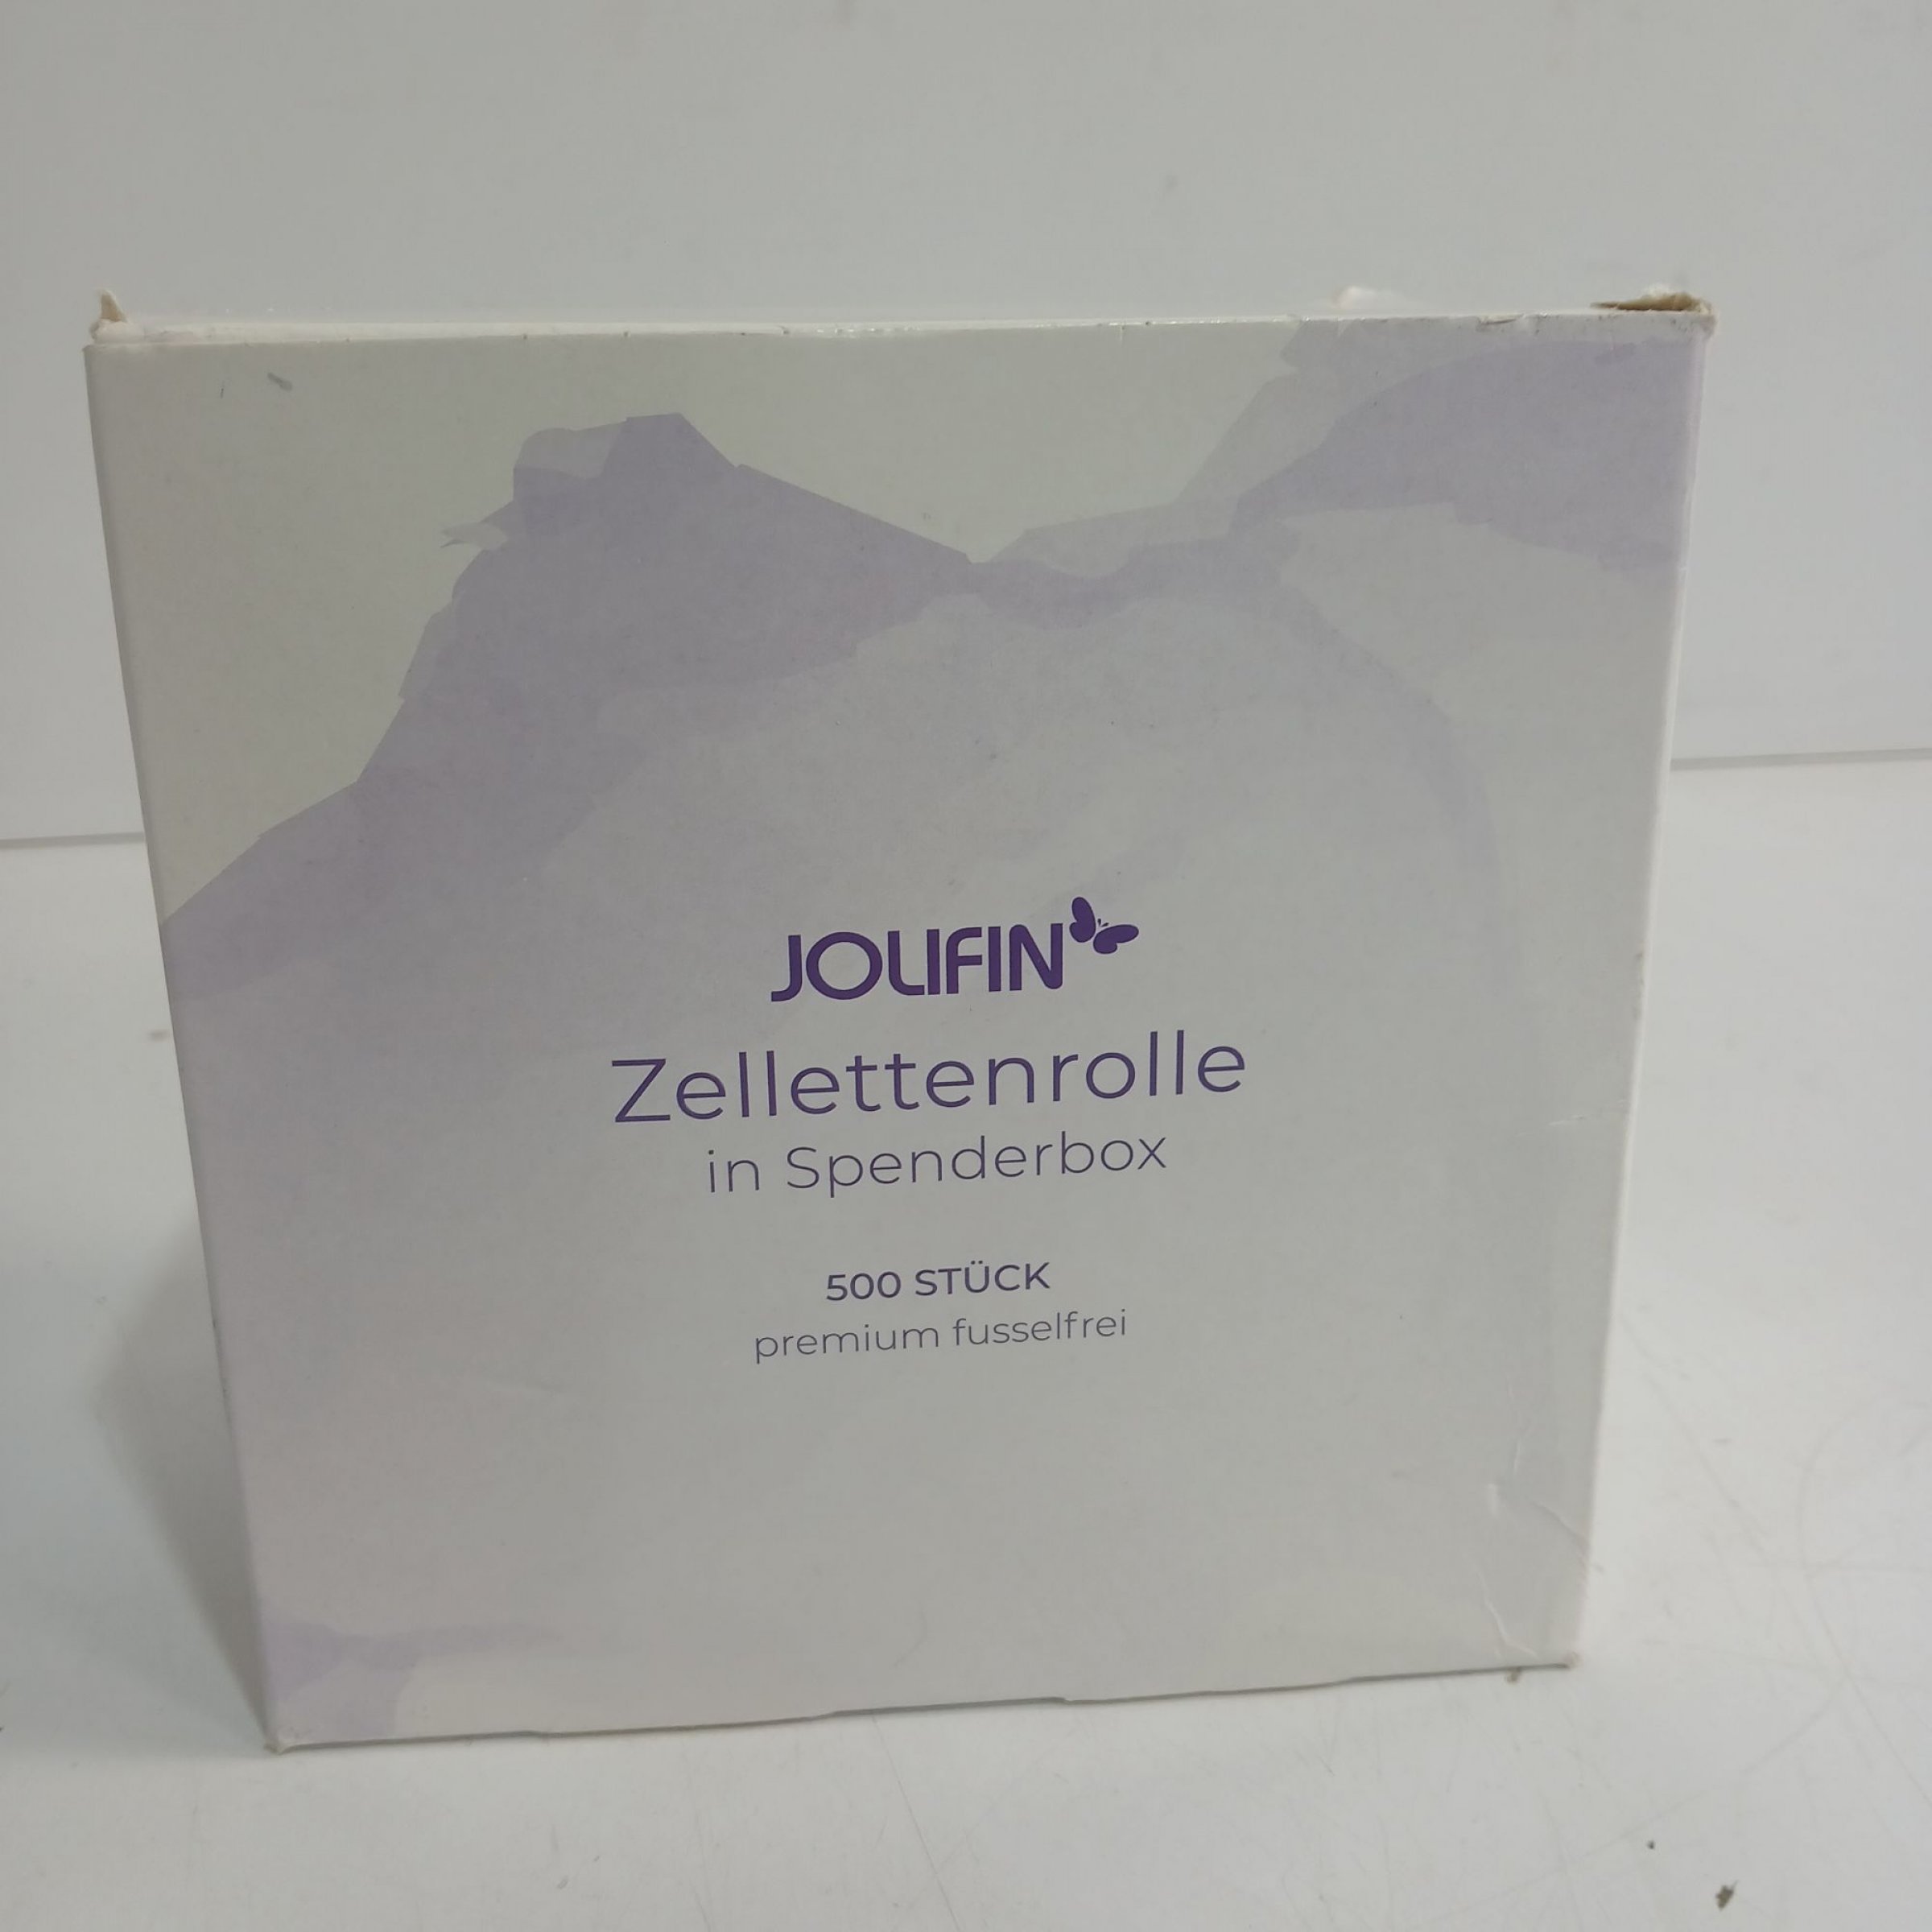 JOLIFIN
Zellettenrolle
in Spenderbox
500 STÜCK
premium fusselfrei